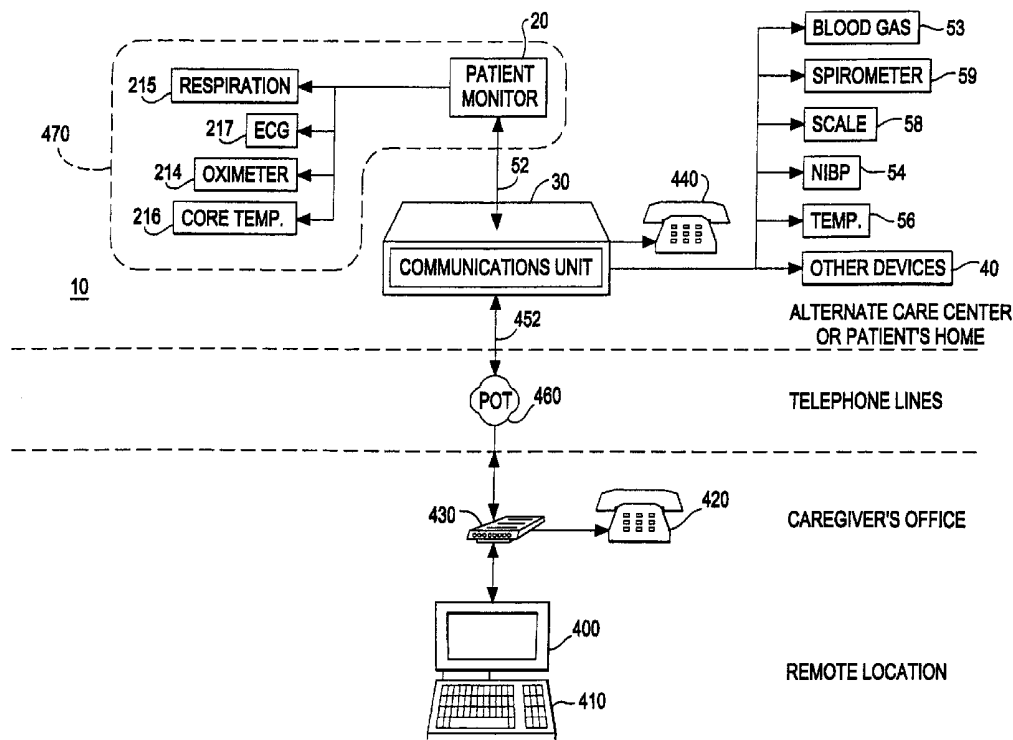 20
PATIENT
MONITOR
215
RESPIRATION
217
ECG
470
214
OXIMETER
216
CORE TEMP.
52
30
440
COMMUNICATIONS UNIT
BLOOD GAS
53
SPIROMETER
59
SCALE
58
NIBP
54
TEMP.
56
OTHER DEVICES
40
10
452
ALTERNATE CARE CENTER
OR PATIENT'S HOME
POT
460
TELEPHONE LINES
430
420
CAREGIVER'S OFFICE
400
410
REMOTE LOCATION